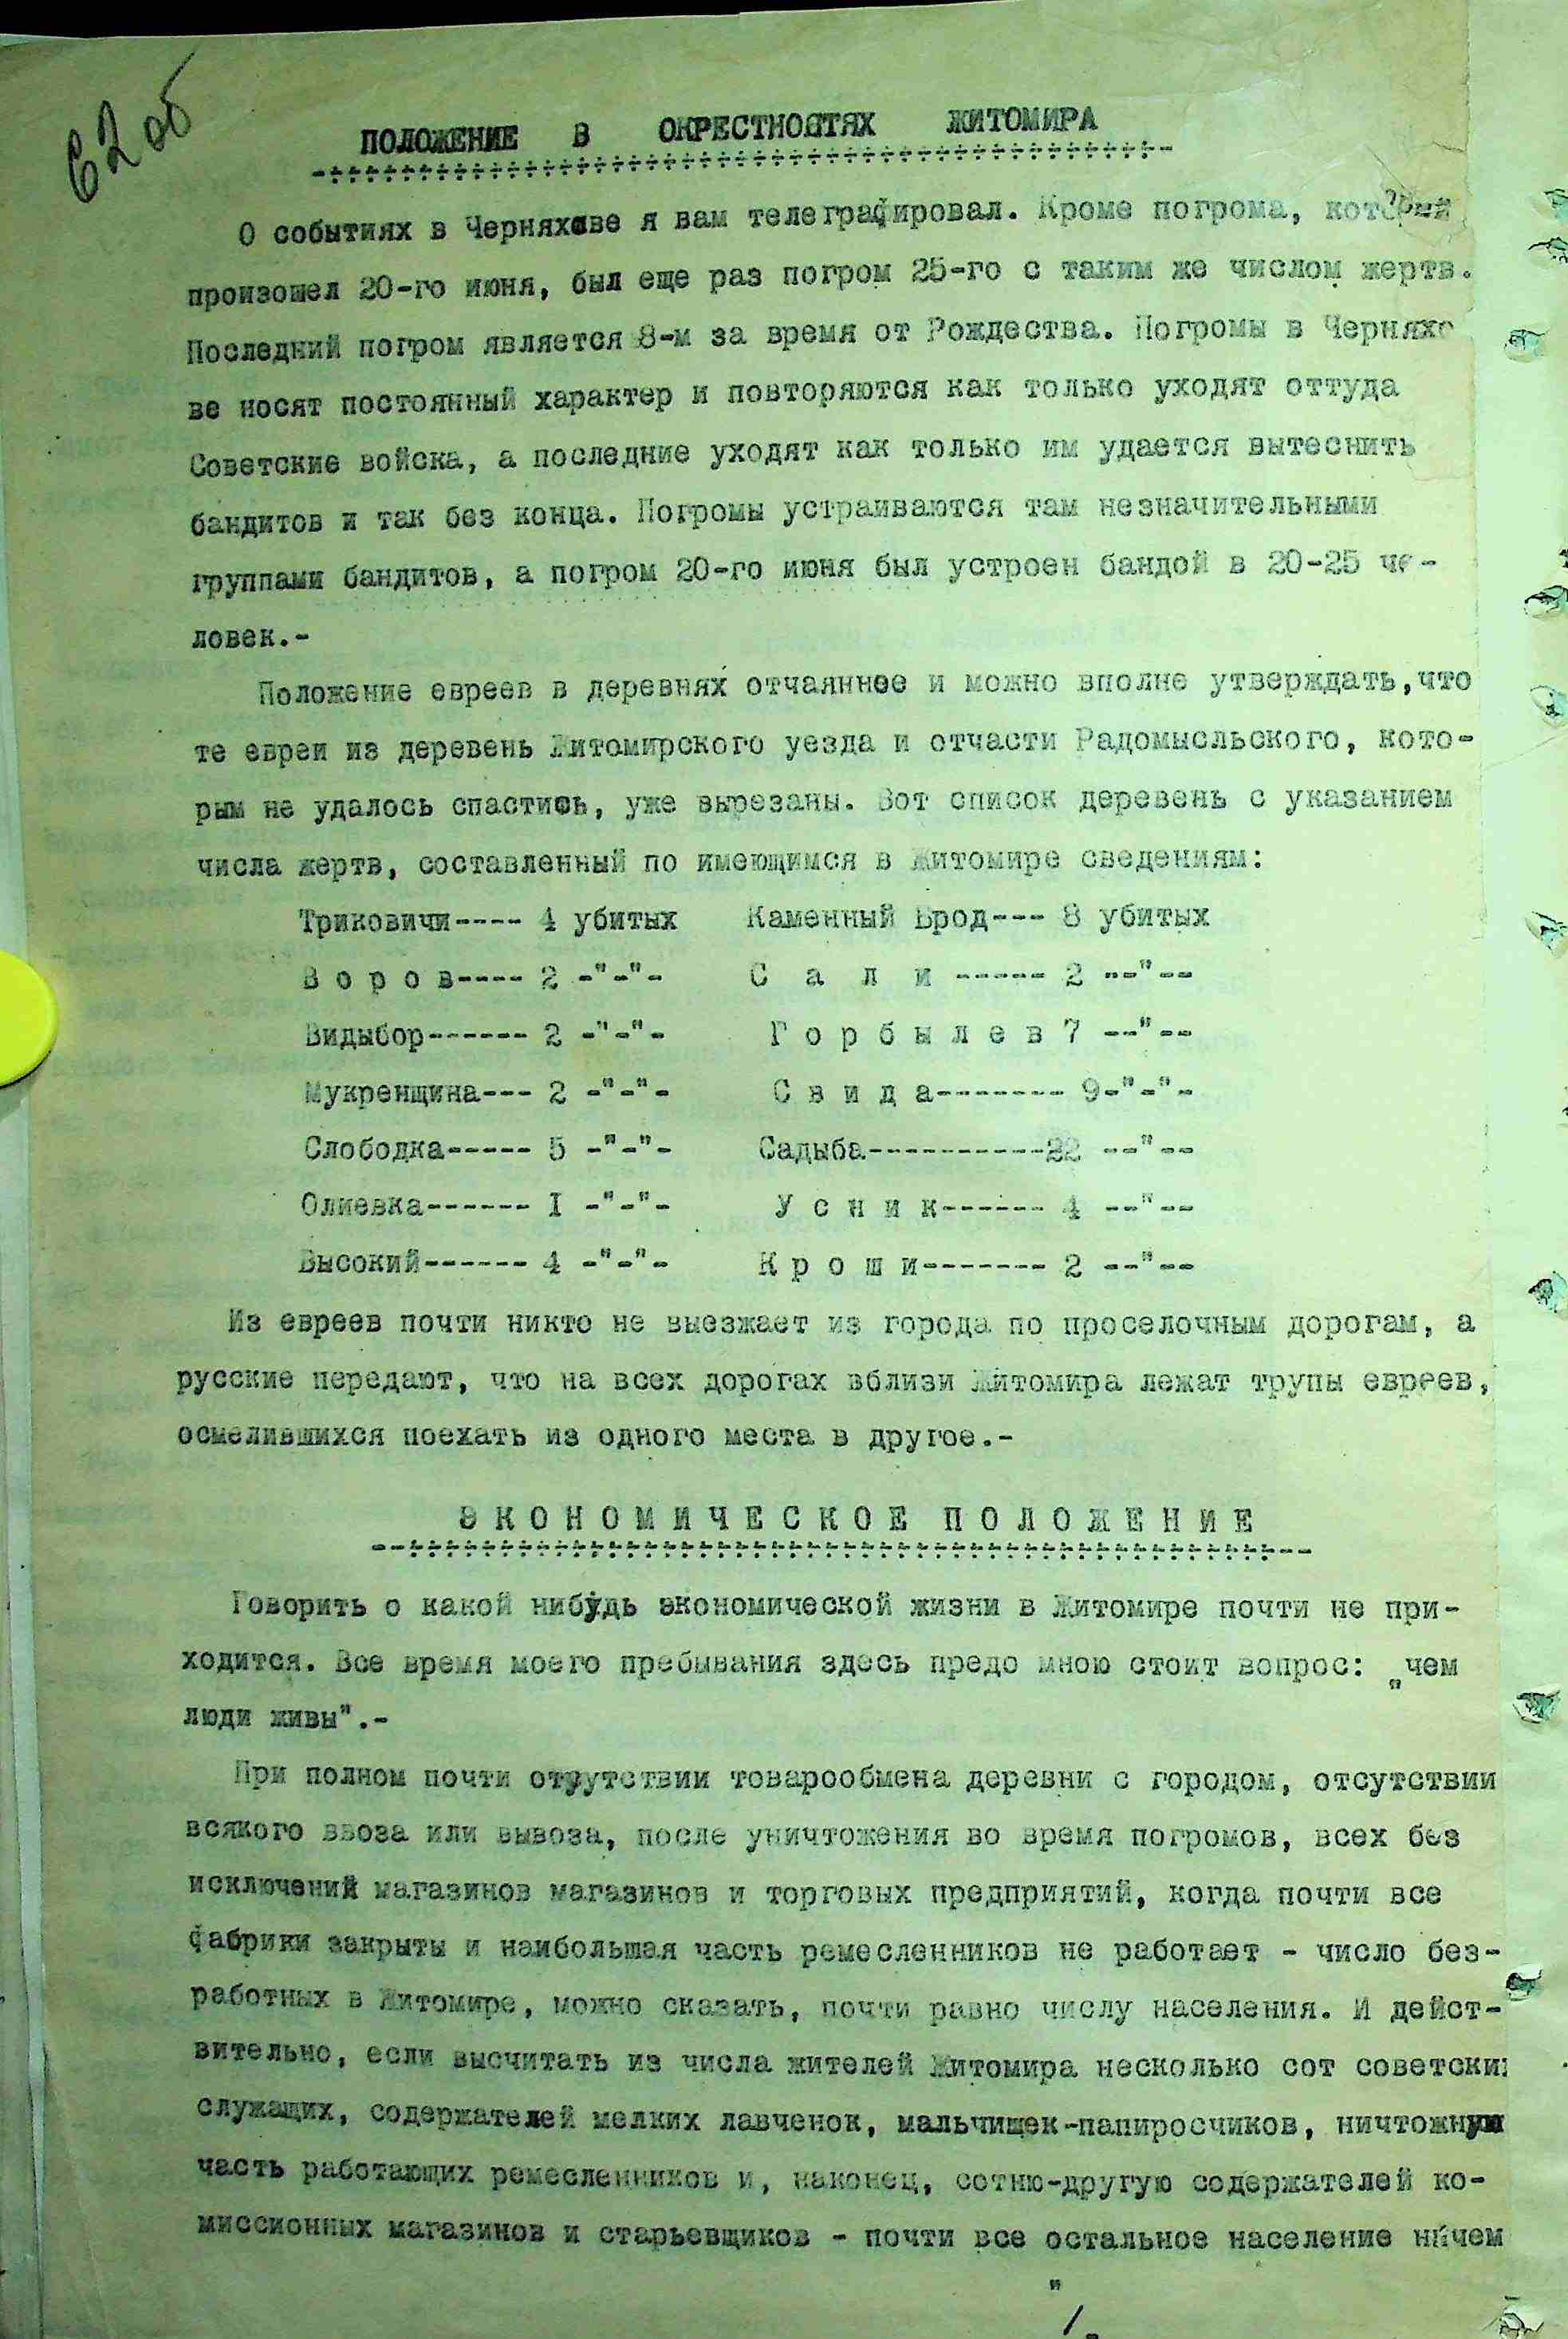 62 об
ПОЛОЖЕНИЕ В ОКРЕСТНОСТЯХ ЖИТОМИРА
О событиях в Черняхове я вам телеграфировал. Кроме погрома, который
произошел 20-го июня, был еще раз погром 25-го с таким же числом жертв.
Последний погром является 8-м за время от Рождества. Погромы в Черняхо
ве носят постоянный характер и повторяются как только уходят оттуда
Советские войска, а последние уходят как только им удается вытеснить
бандитов и так без конца. Погромы устраиваются там незначительными
группами бандитов, а погром 20-го июня был устроен бандой в 20-25 че-
ловек.-
Положение евреев в деревнях отчаянное и можно вполне утверждать,что
те евреи из деревень Житомирского уезда и отчасти Радомысльского, кото-
рым не удалось спастись, уже вырезаны. Вот список деревень с указанием
числа жертв, составленный по имеющимся в Житомире сведениям:
Триковичи---- 4 убитых Каменный Брод--- 8 убитых
В о р о в---- 2 -"-"- С а л и ----- 2 --"--
Видыбор------ 2 -"-"- Г о р б ы л е в 7 --"--
Мукренщина--- 2 -"-"- С в и д а-------- 9-"-"-
Слободка----- 5 -"-"- Садыба-----------22 --"--
Олиевка------ I -"-"- У с н и к------ 4 --"--
Высокий------ 4 -"-"- К р о ш и------- 2 --"--
Из евреев почти никто не выезжает из города по проселочным дорогам, а
русские передают, что на всех дорогах вблизи Житомира лежат трупы евреев,
осмелившихся поехать из одного места в другое.-
ЭКОНОМИЧЕСКОЕ ПОЛОЖЕНИЕ
Говорить о какой нибудь экономической жизни в Житомире почти не при-
ходится. Все время моего пребывания здесь предо мною стоит вопрос: „чем
люди живы".-
При полном почти отсутствии товарообмена деревни с городом, отсутствии
всякого ввоза или вывоза, после уничтожения во время погромов, всех без
исключений магазинов магазинов и торговых предприятий, когда почти все
фабрики закрыты и наибольшая часть ремесленников не работает - число без-
работных в Житомире, можно сказать, почти равно числу населения. И дейст-
вительно, если высчитать из числа жителей Житомира несколько сот советских
служащих, содержателей мелких лавченок, мальчишек-папиросчиков, ничтожную
часть работающих ремесленников и, наконец, сотню-другую содержателей ко-
миссионных магазинов и старьевщиков - почти все остальное население ничем
"
/.